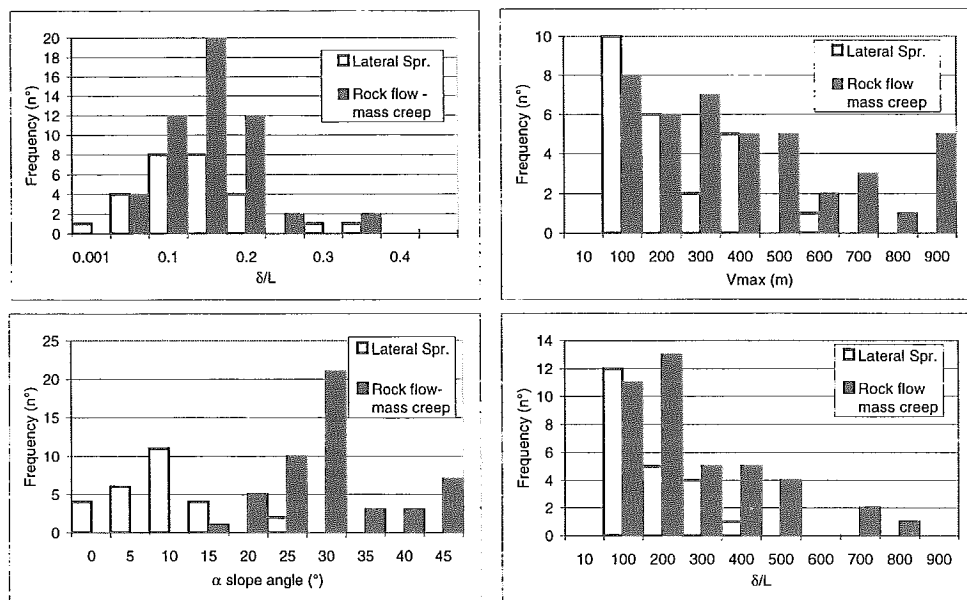 20
18
16
14
12
10
8
6
4
2
0
Frequency (n°)
Lateral Spr.
Rock flow -
mass creep
0.001 0.1 0.2 0.3 0.4
δ/L
10
8
6
4
2
0
Frequency (n°)
Lateral Spr.
Rock flow
mass creep
10 100 200 300 400 500 600 700 800 900
Vmax (m)
25
20
15
10
5
0
Frequency (n°)
Lateral Spr.
Rock flow-
mass creep
0 5 10 15 20 25 30 35 40 45
α slope angle (°)
14
12
10
8
6
4
2
0
Frequency (n°)
Lateral Spr.
Rock flow
mass creep
10 100 200 300 400 500 600 700 800 900
δ/L